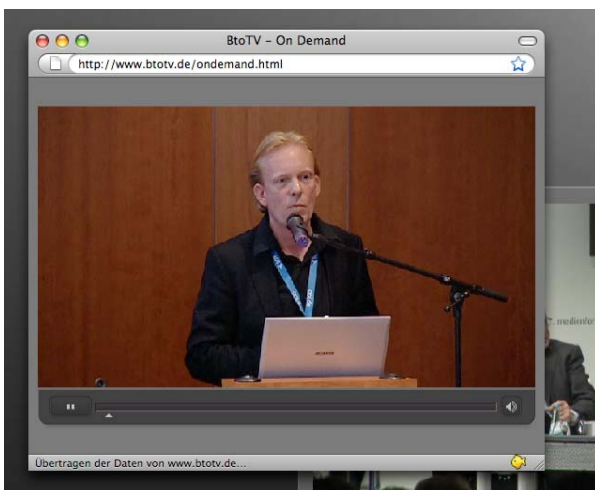 BtoTV – On Demand
http://www.btotv.de/ondemand.html
Übertragen der Daten von www.btotv.de...